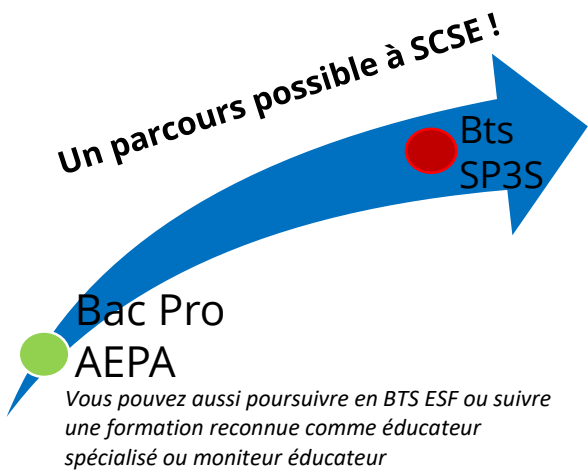 Un parcours possible à SCSE !
Bts
SP3S
Bac Pro
AEPA
Vous pouvez aussi poursuivre en BTS ESF ou suivre
une formation reconnue comme éducateur
spécialisé ou moniteur éducateur